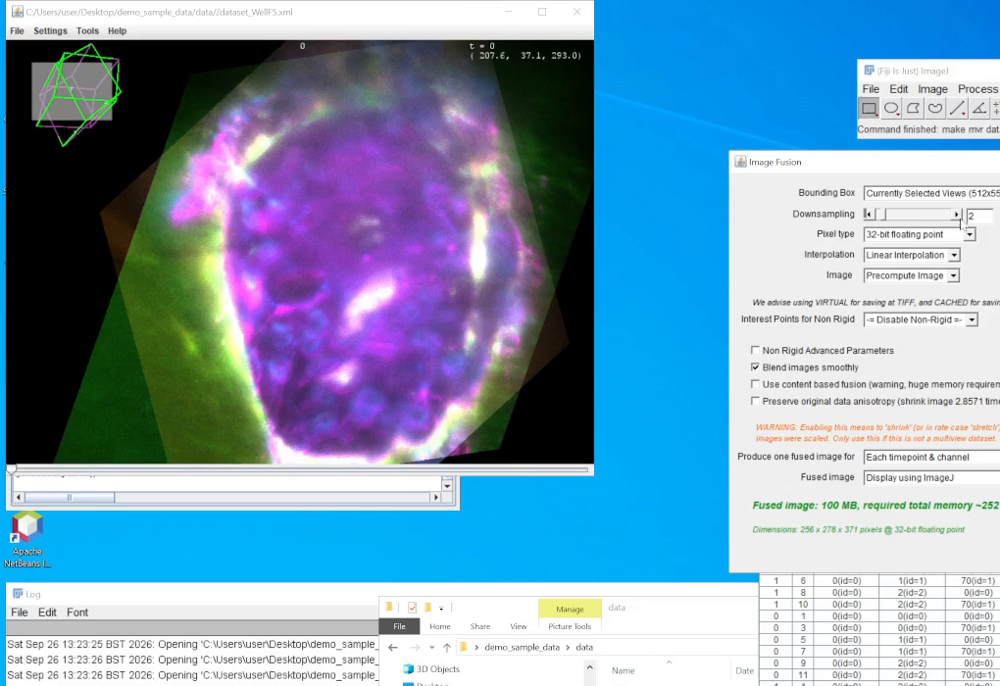 C:/Users/user/Desktop/demo_sample_data/data//dataset_WellF5.xml
File Settings Tools Help
0
t = 0
( 207.6, 37.1, 293.0)
(Fiji Is Just) ImageJ
File Edit Image Process
Command finished: make mvr dat
Image Fusion
Bounding Box Currently Selected Views (512x55
Downsampling 2
Pixel type 32-bit floating point
Interpolation Linear Interpolation
Image Precompute Image
We advise using VIRTUAL for saving at TIFF, and CACHED for savin
Interest Points for Non Rigid -= Disable Non-Rigid =-
Non Rigid Advanced Parameters
Blend images smoothly
Use content based fusion (warning, huge memory requirem
Preserve original data anisotropy (shrink image 2.8571 time
WARNING: Enabling this means to 'shrink' (or in rate case 'stretch')
images were scaled. Only use this if this is not a multiview dataset.
Produce one fused image for Each timepoint & channel
Fused image Display using ImageJ
Fused image: 100 MB, required total memory ~252
Dimensions: 256 x 278 x 371 pixels @ 32-bit floating point
Apache
NetBeans I...
1 6 0(id=0) 1(id=1) 70(id=1)
1 8 0(id=0) 2(id=2) 0(id=0)
1 10 0(id=0) 2(id=2) 70(id=1)
0 1 0(id=0) 0(id=0) 0(id=0)
0 3 0(id=0) 0(id=0) 70(id=1)
0 5 0(id=0) 1(id=1) 0(id=0)
0 7 0(id=0) 1(id=1) 70(id=1)
0 9 0(id=0) 2(id=2) 0(id=0)
0 11 0(id=0) 2(id=2) 70(id=1)
Log
File Edit Font
Sat Sep 26 13:23:25 BST 2026: Opening 'C:\Users\user\Desktop\demo_sample_
Sat Sep 26 13:23:26 BST 2026: Opening 'C:\Users\user\Desktop\demo_sample_
Sat Sep 26 13:23:26 BST 2026: Opening 'C:\Users\user\Desktop\demo_sample_
Manage
data
File Home Share View Picture Tools
demo_sample_data > data
3D Objects
Desktop
Name Date